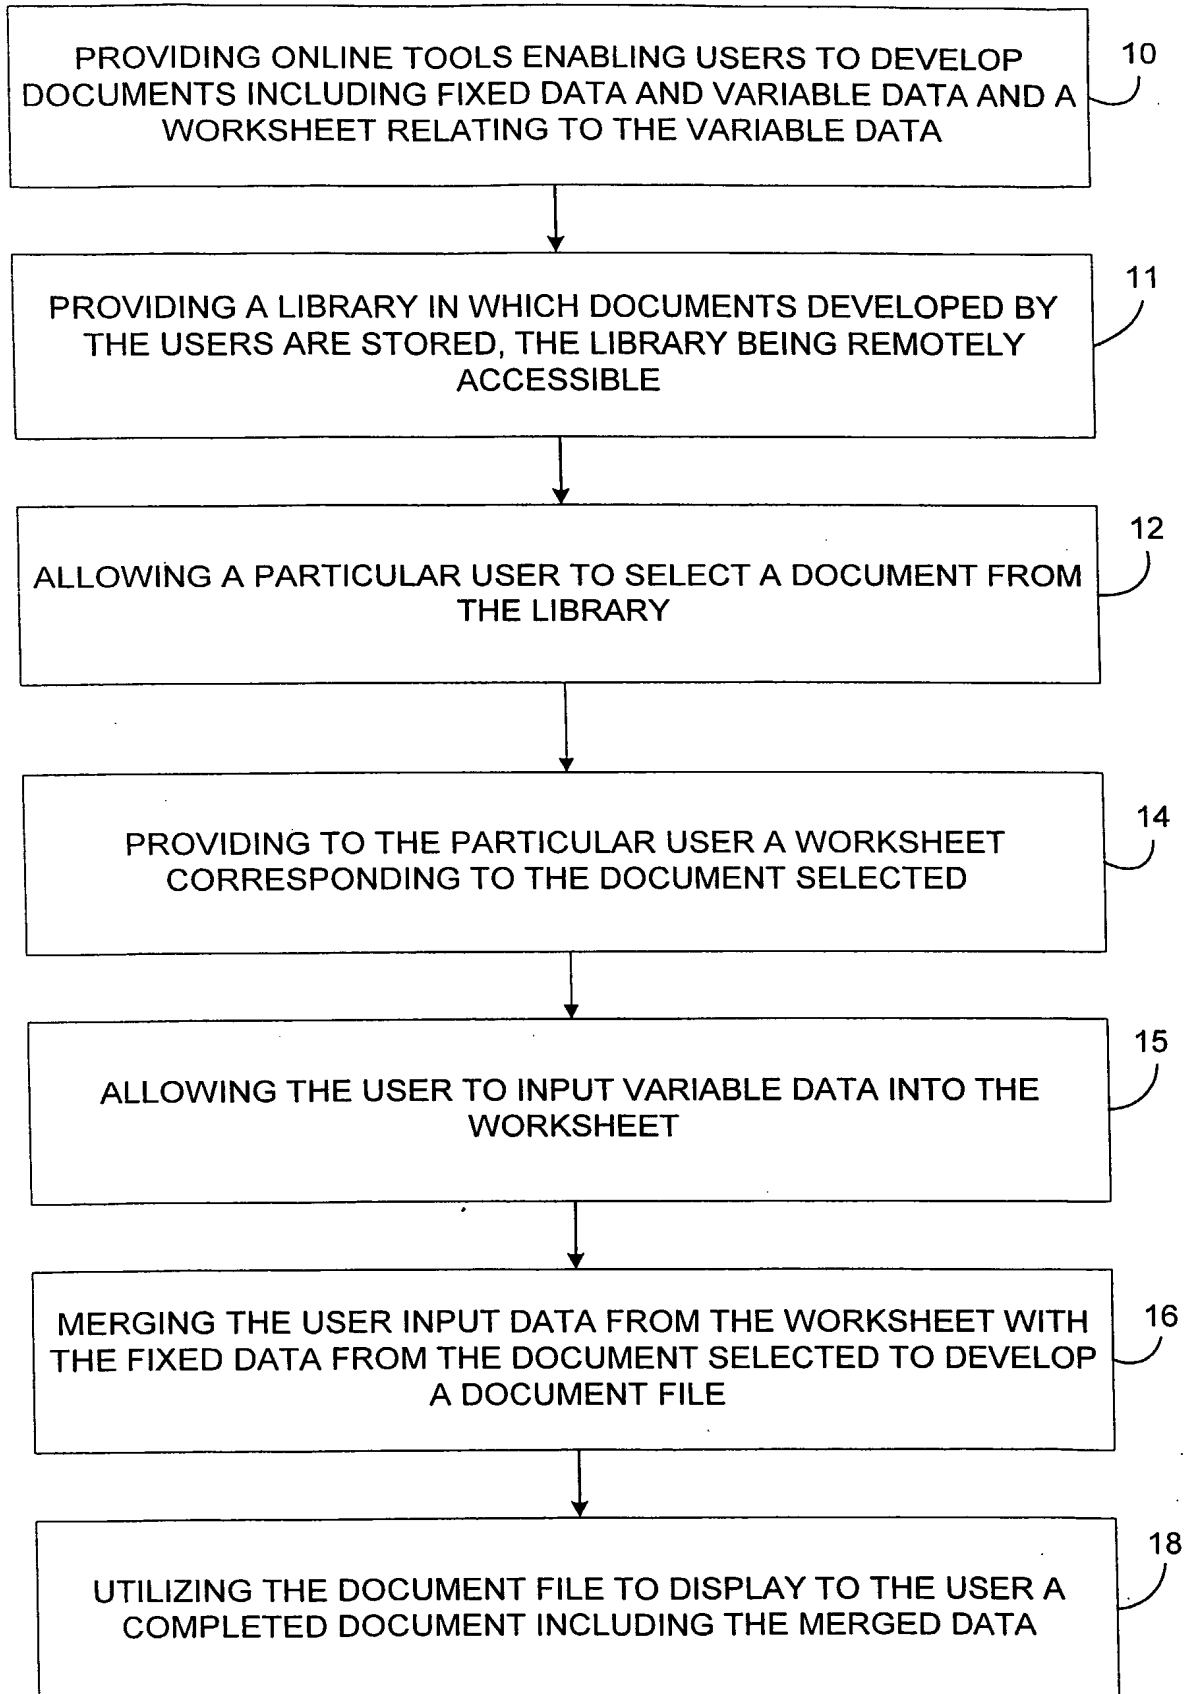 PROVIDING ONLINE TOOLS ENABLING USERS TO DEVELOP
DOCUMENTS INCLUDING FIXED DATA AND VARIABLE DATA AND A
WORKSHEET RELATING TO THE VARIABLE DATA
10
PROVIDING A LIBRARY IN WHICH DOCUMENTS DEVELOPED BY
THE USERS ARE STORED, THE LIBRARY BEING REMOTELY
ACCESSIBLE
11
ALLOWING A PARTICULAR USER TO SELECT A DOCUMENT FROM
THE LIBRARY
12
PROVIDING TO THE PARTICULAR USER A WORKSHEET
CORRESPONDING TO THE DOCUMENT SELECTED
14
ALLOWING THE USER TO INPUT VARIABLE DATA INTO THE
WORKSHEET
15
MERGING THE USER INPUT DATA FROM THE WORKSHEET WITH
THE FIXED DATA FROM THE DOCUMENT SELECTED TO DEVELOP
A DOCUMENT FILE
16
UTILIZING THE DOCUMENT FILE TO DISPLAY TO THE USER A
COMPLETED DOCUMENT INCLUDING THE MERGED DATA
18